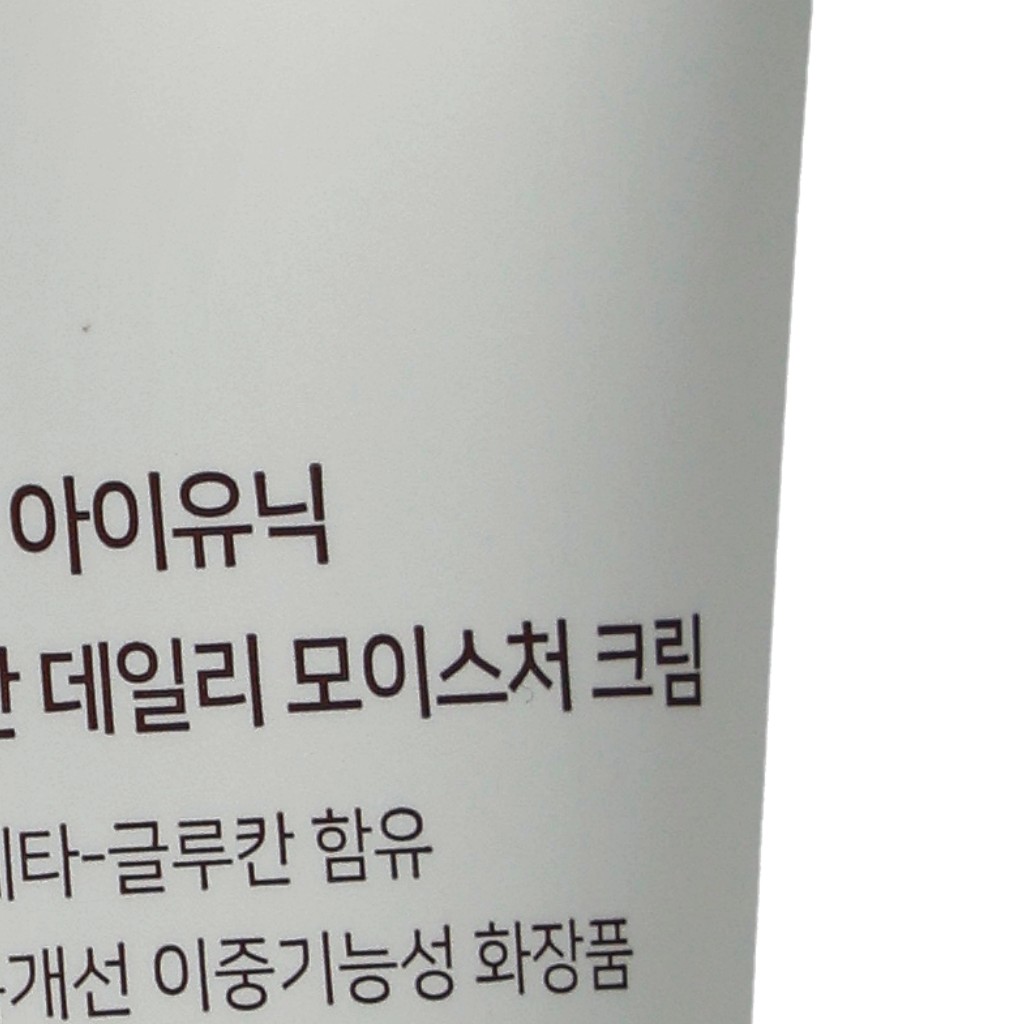 아이유닉
데일리 모이스처 크림
베타-글루칸 함유
개선 이중기능성 화장품